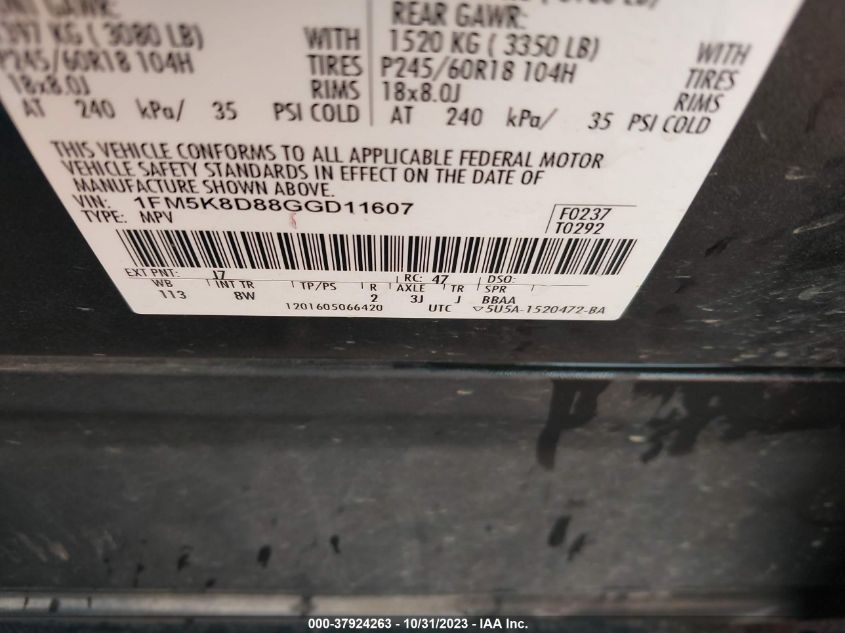 GAWR:
REAR GAWR:
KG ( 3080 LB) WITH
1520 KG ( 3350 LB) WITH
P245/60R18 104H TIRES
P245/60R18 104H TIRES
18x8.0J RIMS
18x8.0J RIMS
AT 240 kPa/ 35 PSI COLD
AT 240 kPa/ 35 PSI COLD
THIS VEHICLE CONFORMS TO ALL APPLICABLE FEDERAL MOTOR
VEHICLE SAFETY STANDARDS IN EFFECT ON THE DATE OF
MANUFACTURE SHOWN ABOVE.
VIN: 1FM5K8D88GGD11607
TYPE: MPV
F0237
T0292
EXT PNT: J7 RC: 47 DSO:
WB INT TR TP/PS R AXLE TR SPR
113 8W 2 3J J BBAA
1201605066420 UTC ▽5U5A-1520472-BA
000-37924263 - 10/31/2023 - IAA Inc.